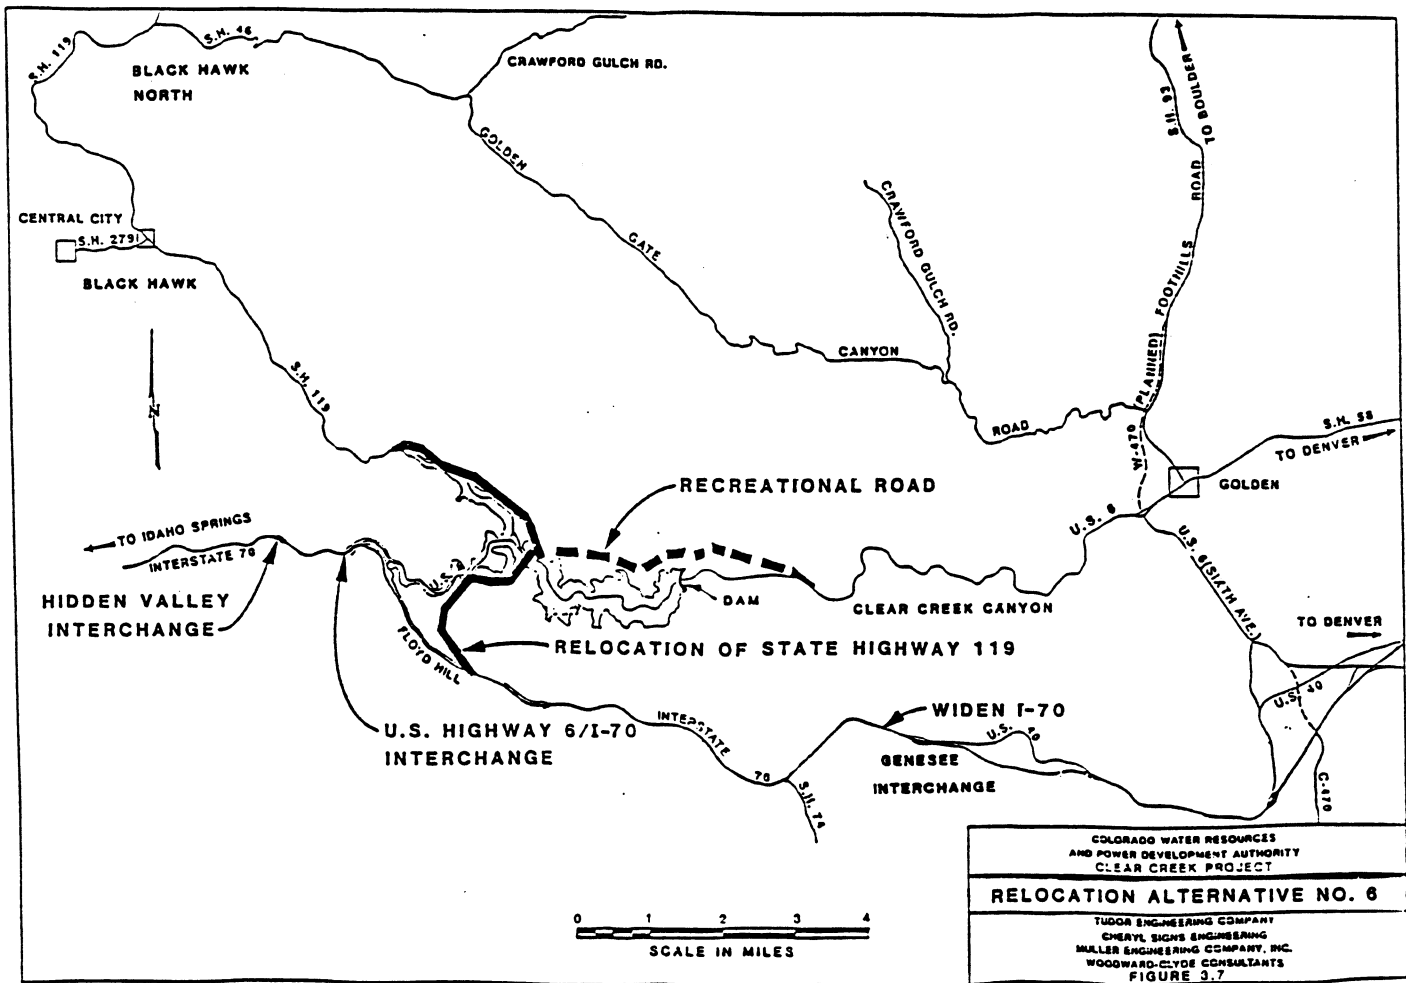 S.H. 119
S.H. 46
BLACK HAWK
NORTH
CRAWFORD GULCH RD.
GOLDEN
GATE
CANYON
ROAD
CRAWFORD GULCH RD.
S.H. 93
TO BOULDER
(PLANNED) FOOTHILLS ROAD
W-470
CENTRAL CITY
S.H. 279
BLACK HAWK
N
S.H. 119
S.H. 58
TO DENVER
GOLDEN
U.S. 6
RECREATIONAL ROAD
TO IDAHO SPRINGS
INTERSTATE 70
U.S. 6
HIDDEN VALLEY
INTERCHANGE
DAM
CLEAR CREEK CANYON
U.S. 6 (SIXTH AVE.)
TO DENVER
FLOYD HILL
RELOCATION OF STATE HIGHWAY 119
U.S. HIGHWAY 6/I-70
INTERCHANGE
INTERSTATE
70
S.H. 74
WIDEN I-70
U.S. 40
GENESEE
INTERCHANGE
U.S. 40
C-470
0 1 2 3 4
SCALE IN MILES
COLORADO WATER RESOURCES
AND POWER DEVELOPMENT AUTHORITY
CLEAR CREEK PROJECT
RELOCATION ALTERNATIVE NO. 6
TUDOR ENGINEERING COMPANY
CHERYL SIGNS ENGINEERING
MULLER ENGINEERING COMPANY, INC.
WOODWARD-CLYDE CONSULTANTS
FIGURE 3.7